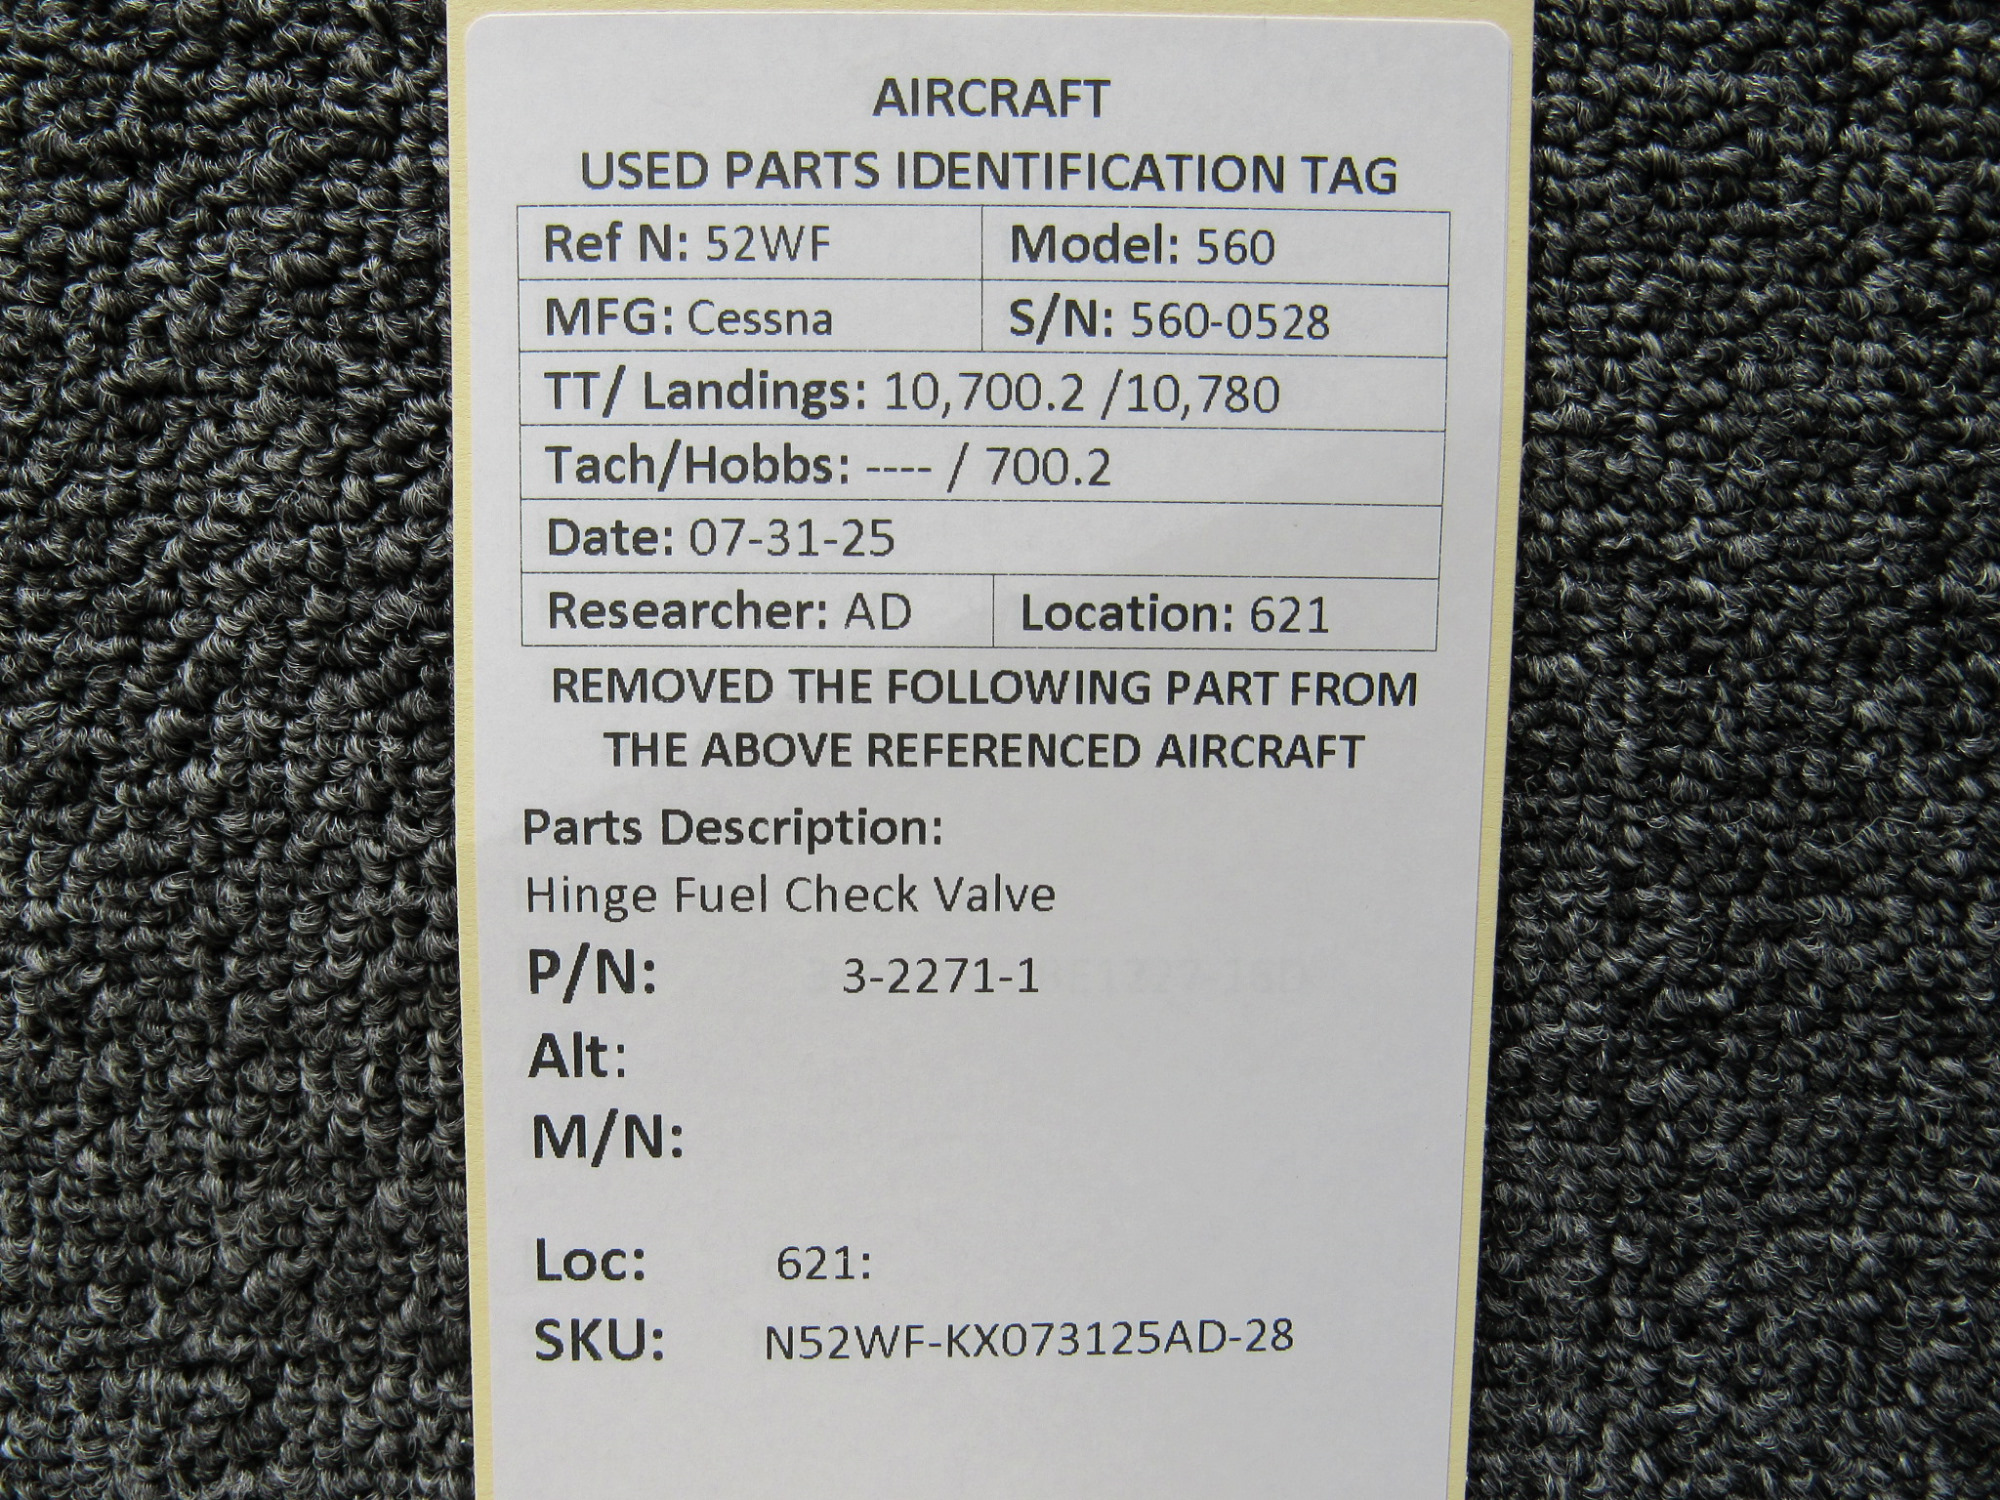 AIRCRAFT
USED PARTS IDENTIFICATION TAG
Ref N: 52WF Model: 560
MFG: Cessna S/N: 560-0528
TT/ Landings: 10,700.2 /10,780
Tach/Hobbs: ---- / 700.2
Date: 07-31-25
Researcher: AD Location: 621
REMOVED THE FOLLOWING PART FROM
THE ABOVE REFERENCED AIRCRAFT
Parts Description:
Hinge Fuel Check Valve
P/N: 3-2271-1
Alt:
M/N:
Loc: 621:
SKU: N52WF-KX073125AD-28